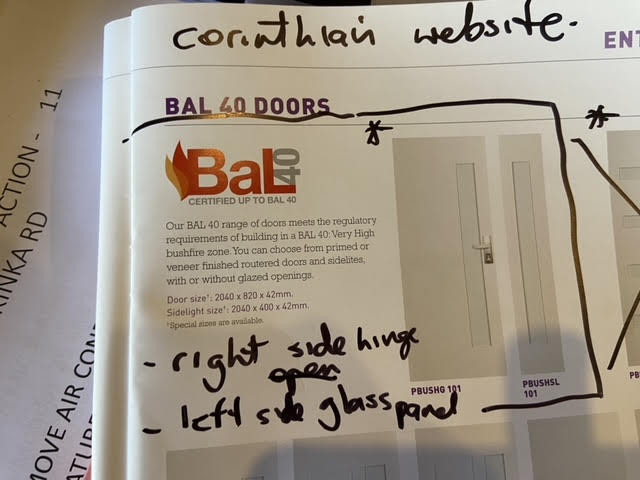 corinthian website.
ENT
BAL 40 DOORS
*
*
BaL 40
CERTIFIED UP TO BAL 40
Our BAL 40 range of doors meets the regulatory
requirements of building in a BAL 40: Very High
bushfire zone. You can choose from primed or
veneer finished routered doors and sidelites,
with or without glazed openings.
Door size†: 2040 x 820 x 42mm.
Sidelight size†: 2040 x 400 x 42mm.
†Special sizes are available.
- right side hinge
open
- left side glass panel
PBUSHG 101
PBUSHSL
101
PB
ACTION - 11
RINKA RD
MOVE AIR CON
ATURE